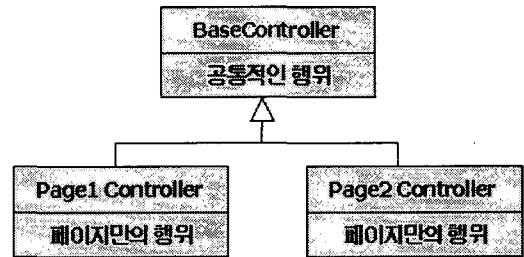 BaseController
공통적인 행위
Page1 Controller
Page2 Controller
페이지만의 행위
페이지만의 행위